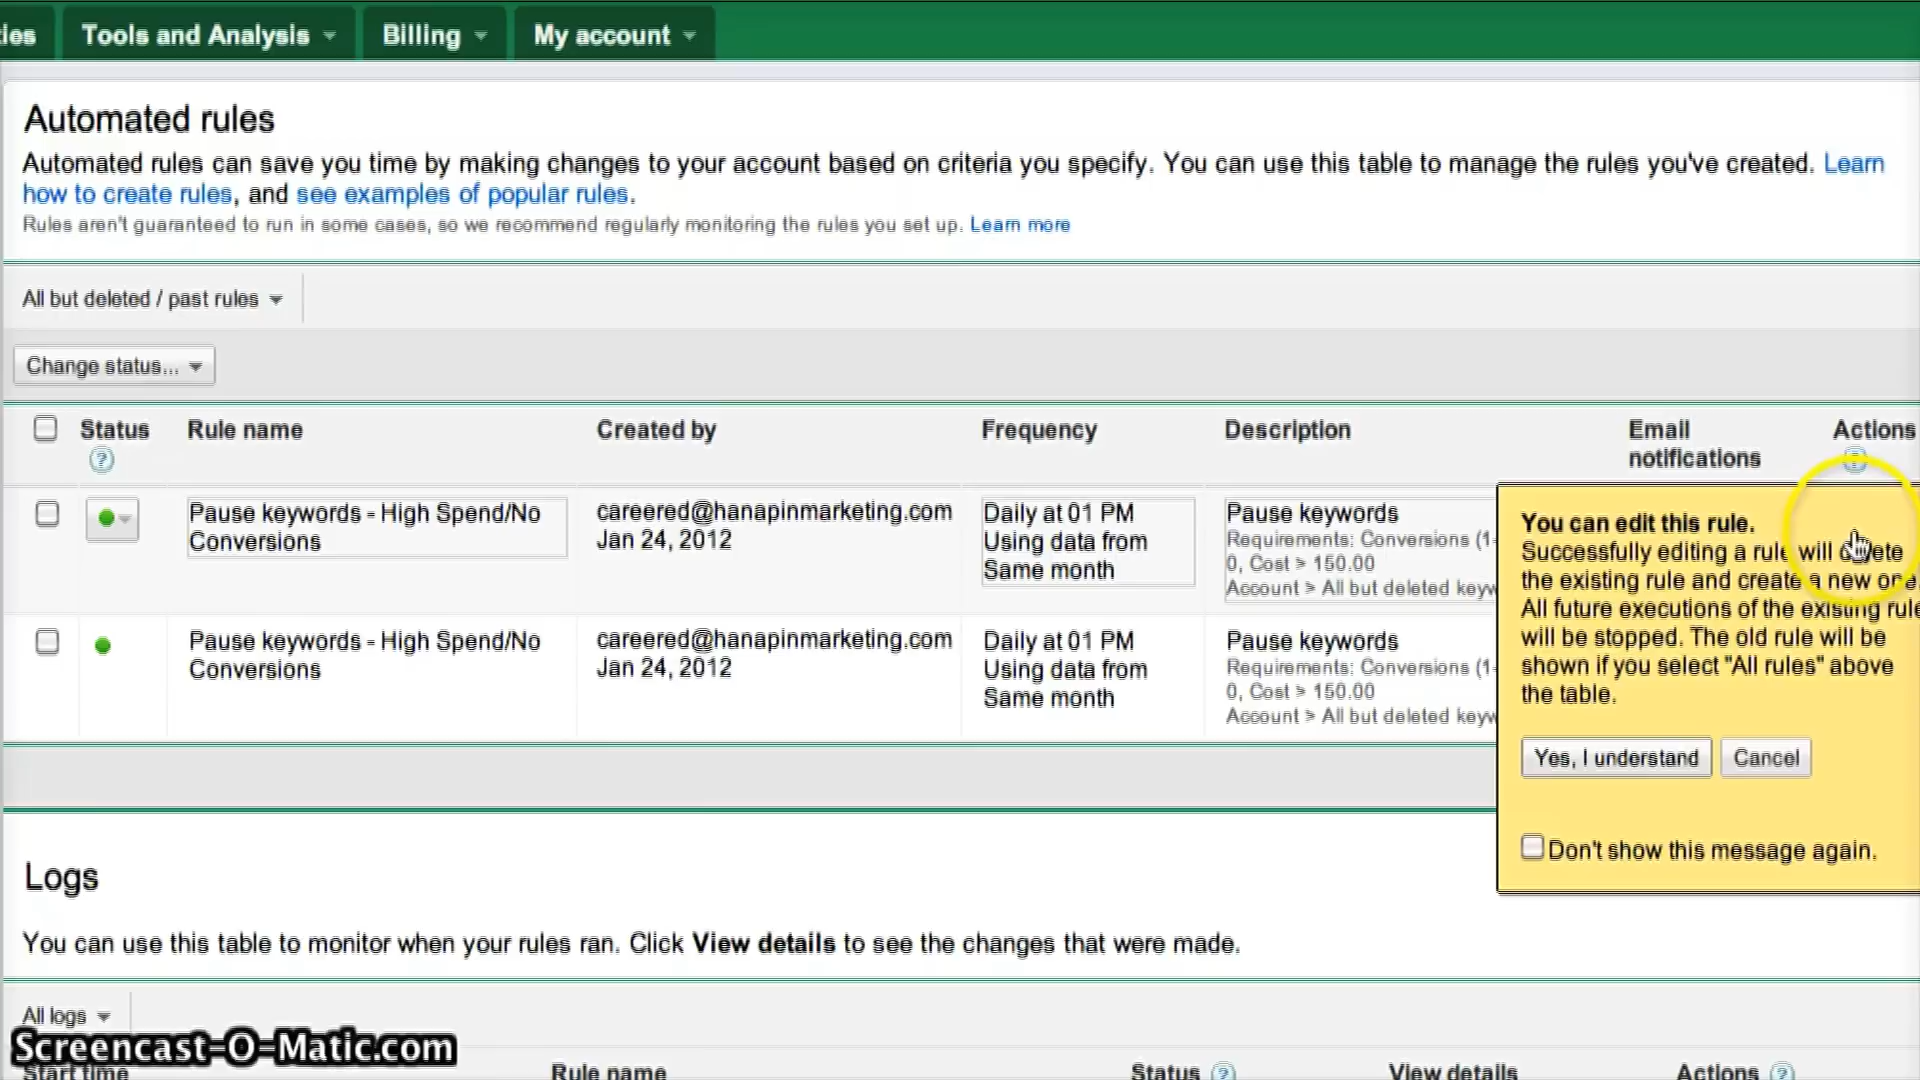 ties Tools and Analysis Billing My account
Automated rules
Automated rules can save you time by making changes to your account based on criteria you specify. You can use this table to manage the rules you've created. Learn
how to create rules, and see examples of popular rules.
Rules aren't guaranteed to run in some cases, so we recommend regularly monitoring the rules you set up. Learn more
All but deleted / past rules
Change status...
Status Rule name Created by Frequency Description Email notifications Actions
Pause keywords - High Spend/No
Conversions
careered@hanapinmarketing.com
Jan 24, 2012
Daily at 01 PM
Using data from
Same month
Pause keywords
Requirements: Conversions (1-
0, Cost > 150.00
Account > All but deleted keyw
Pause keywords - High Spend/No
Conversions
careered@hanapinmarketing.com
Jan 24, 2012
Daily at 01 PM
Using data from
Same month
Pause keywords
Requirements: Conversions (1-
0, Cost > 150.00
Account > All but deleted keyw
You can edit this rule.
Successfully editing a rule will delete
the existing rule and create a new one.
All future executions of the existing rule
will be stopped. The old rule will be
shown if you select "All rules" above
the table.
Yes, I understand Cancel
Don't show this message again.
Logs
You can use this table to monitor when your rules ran. Click View details to see the changes that were made.
All logs
Screencast-O-Matic.com
Start time Rule name Status ? View details Actions ?